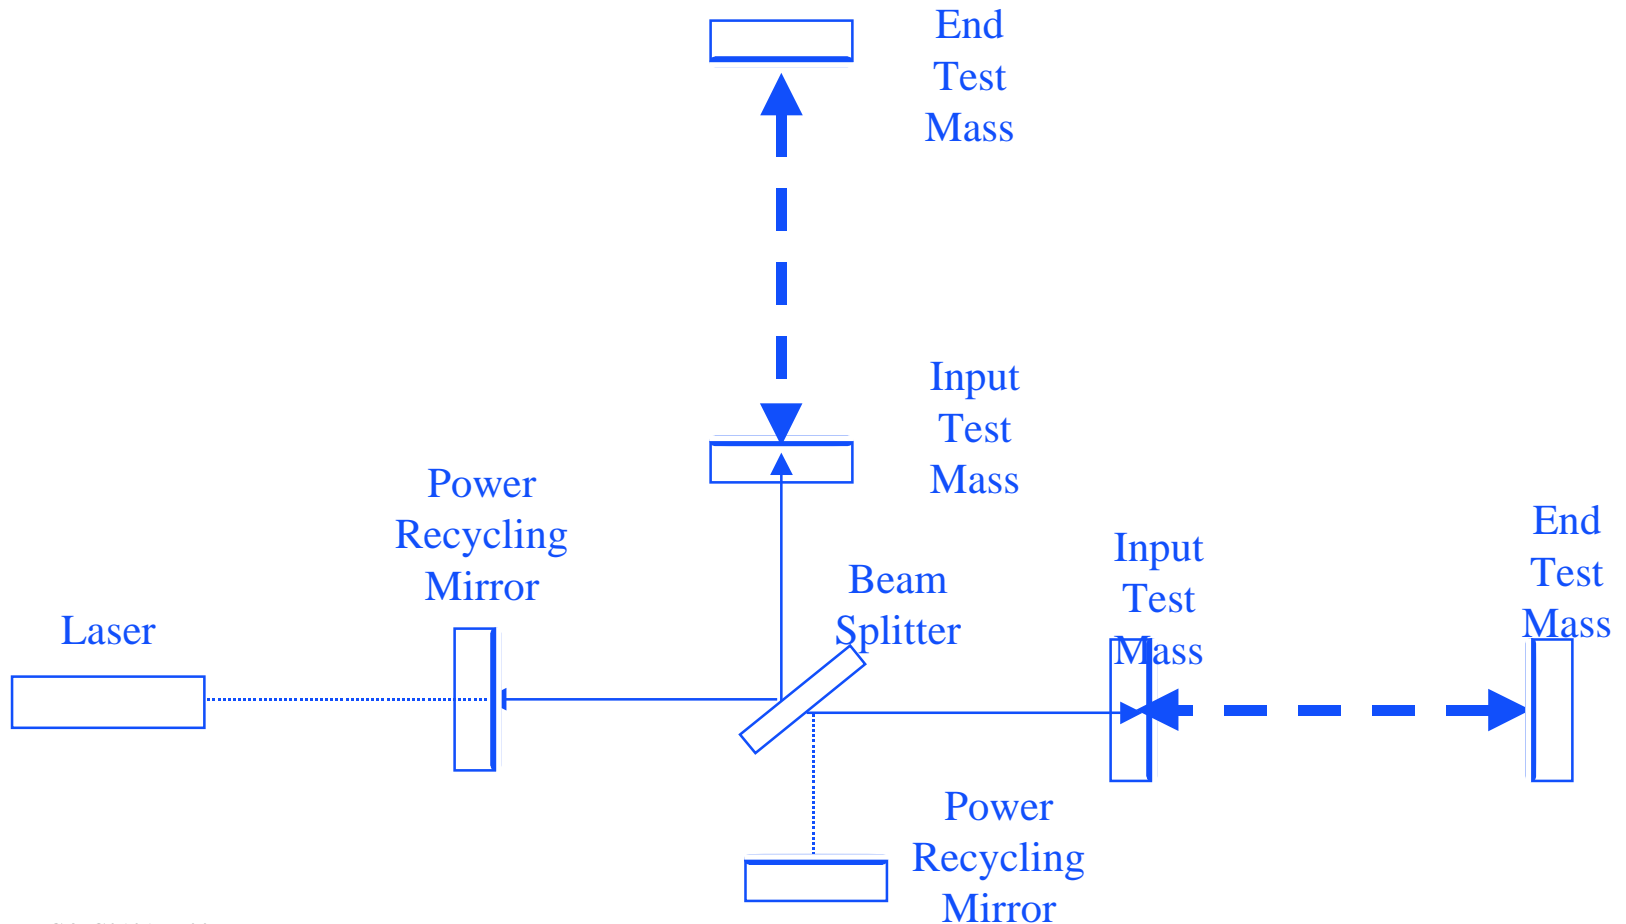 End
Test
Mass
Input
Test
Mass
Power
Recycling
Mirror
Laser
Beam
Splitter
Input
Test
Mass
End
Test
Mass
Power
Recycling
Mirror